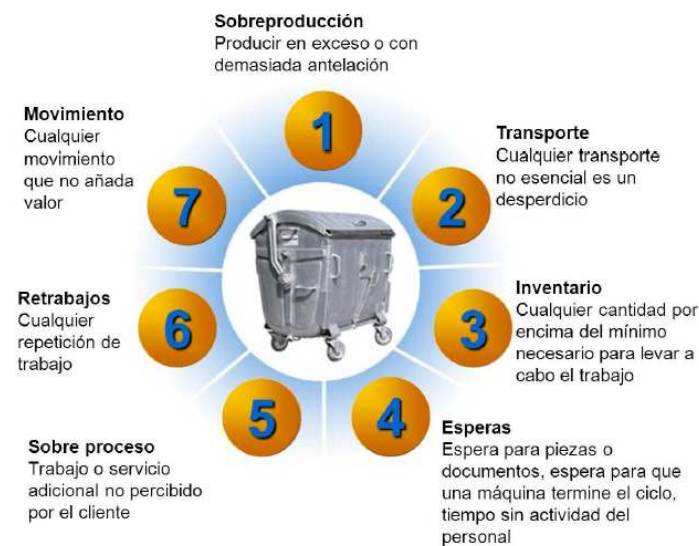 Sobreproducción
Producir en exceso o con
demasiada antelación
1
Transporte
Cualquier transporte
no esencial es un
desperdicio
2
Inventario
Cualquier cantidad por
encima del mínimo
necesario para levar a
cabo el trabajo
3
Esperas
Espera para piezas o
documentos, espera para que
una máquina termine el ciclo,
tiempo sin actividad del
personal
4
Sobre proceso
Trabajo o servicio
adicional no percibido
por el cliente
5
Retrabajos
Cualquier
repetición de
trabajo
6
Movimiento
Cualquier
movimiento
que no añada
valor
7